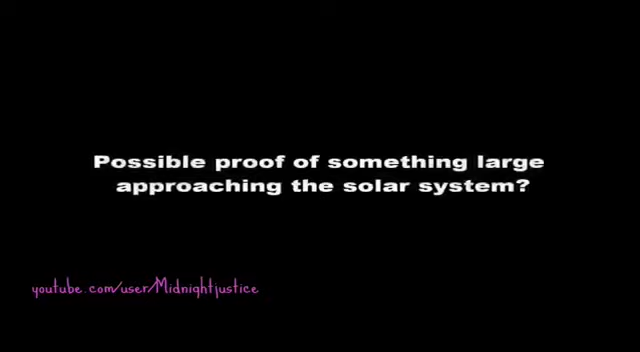 Possible proof of something large
approaching the solar system?
youtube.com/user/Midnightjustice